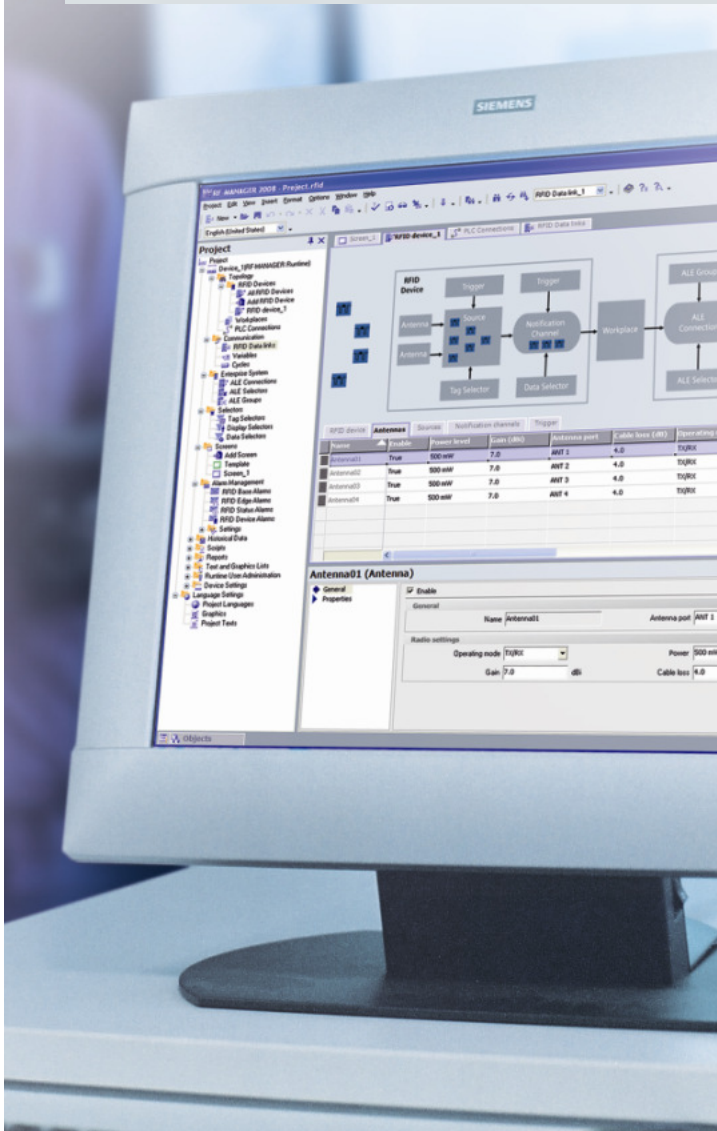 SIEMENS
RF-MANAGER 2008 - Project.rfid
Project Edit View Insert Format Options Window Help
New
RFID Data link_1
English (United States)
Project
Screen_1
RFID device_1
PLC Connections
RFID Data links
Project
Device_1(RF-MANAGER Runtime)
Topology
RFID Devices
All RFID Devices
Add RFID Device
RFID device_1
Workplaces
PLC Connections
Communication
RFID Data links
Variables
Cycles
Enterprise System
ALE Connections
ALE Selectors
ALE Groups
Selectors
Tag Selectors
Display Selectors
Data Selectors
Screens
Add Screen
Template
Screen_1
Alarm Management
RFID Base Alarms
RFID Edge Alarms
RFID Status Alarms
RFID Device Alarms
Settings
Historical Data
Scripts
Reports
Text and Graphics Lists
Runtime User Administration
Device Settings
Language Settings
Project Languages
Graphics
Project Texts
Objects
RFID
Device
Trigger
Trigger
Antenna
Source
Antenna
Notification
Channel
Workplace
Tag Selector
Data Selector
ALE Group
ALE
Connection
ALE Selector
RFID device Antennas Sources Notification channels Trigger
Name Enable Power level Gain (dBi) Antenna port Cable loss (dB) Operating
Antenna01 True 500 mW 7.0 ANT 1 4.0 TX/RX
Antenna02 True 500 mW 7.0 ANT 2 4.0 TX/RX
Antenna03 True 500 mW 7.0 ANT 3 4.0 TX/RX
Antenna04 True 500 mW 7.0 ANT 4 4.0 TX/RX
Antenna01 (Antenna)
General
Properties
Enable
General
Name Antenna01 Antenna port ANT 1
Radio settings
Operating mode TX/RX Power 500 mW
Gain 7.0 dBi Cable loss 4.0